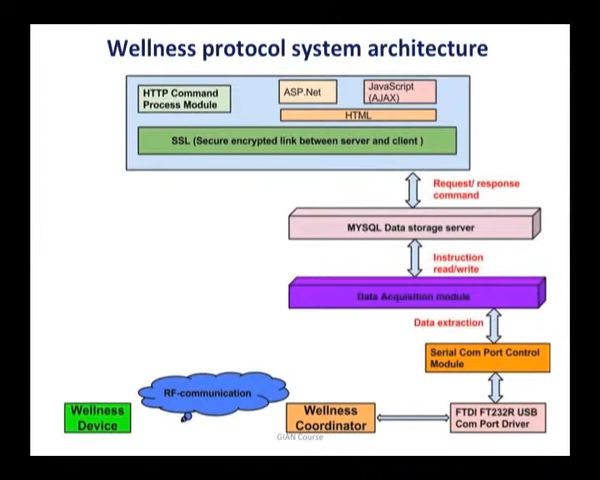 Wellness protocol system architecture
HTTP Command
Process Module
ASP.Net
JavaScript
(AJAX)
HTML
SSL (Secure encrypted link between server and client )
Request/ response
command
MYSQL Data storage server
Instruction
read/write
Data Acquisition module
Data extraction
Serial Com Port Control
Module
RF-communication
Wellness
Device
Wellness
Coordinator
FTDI FT232R USB
Com Port Driver
GIAN Course